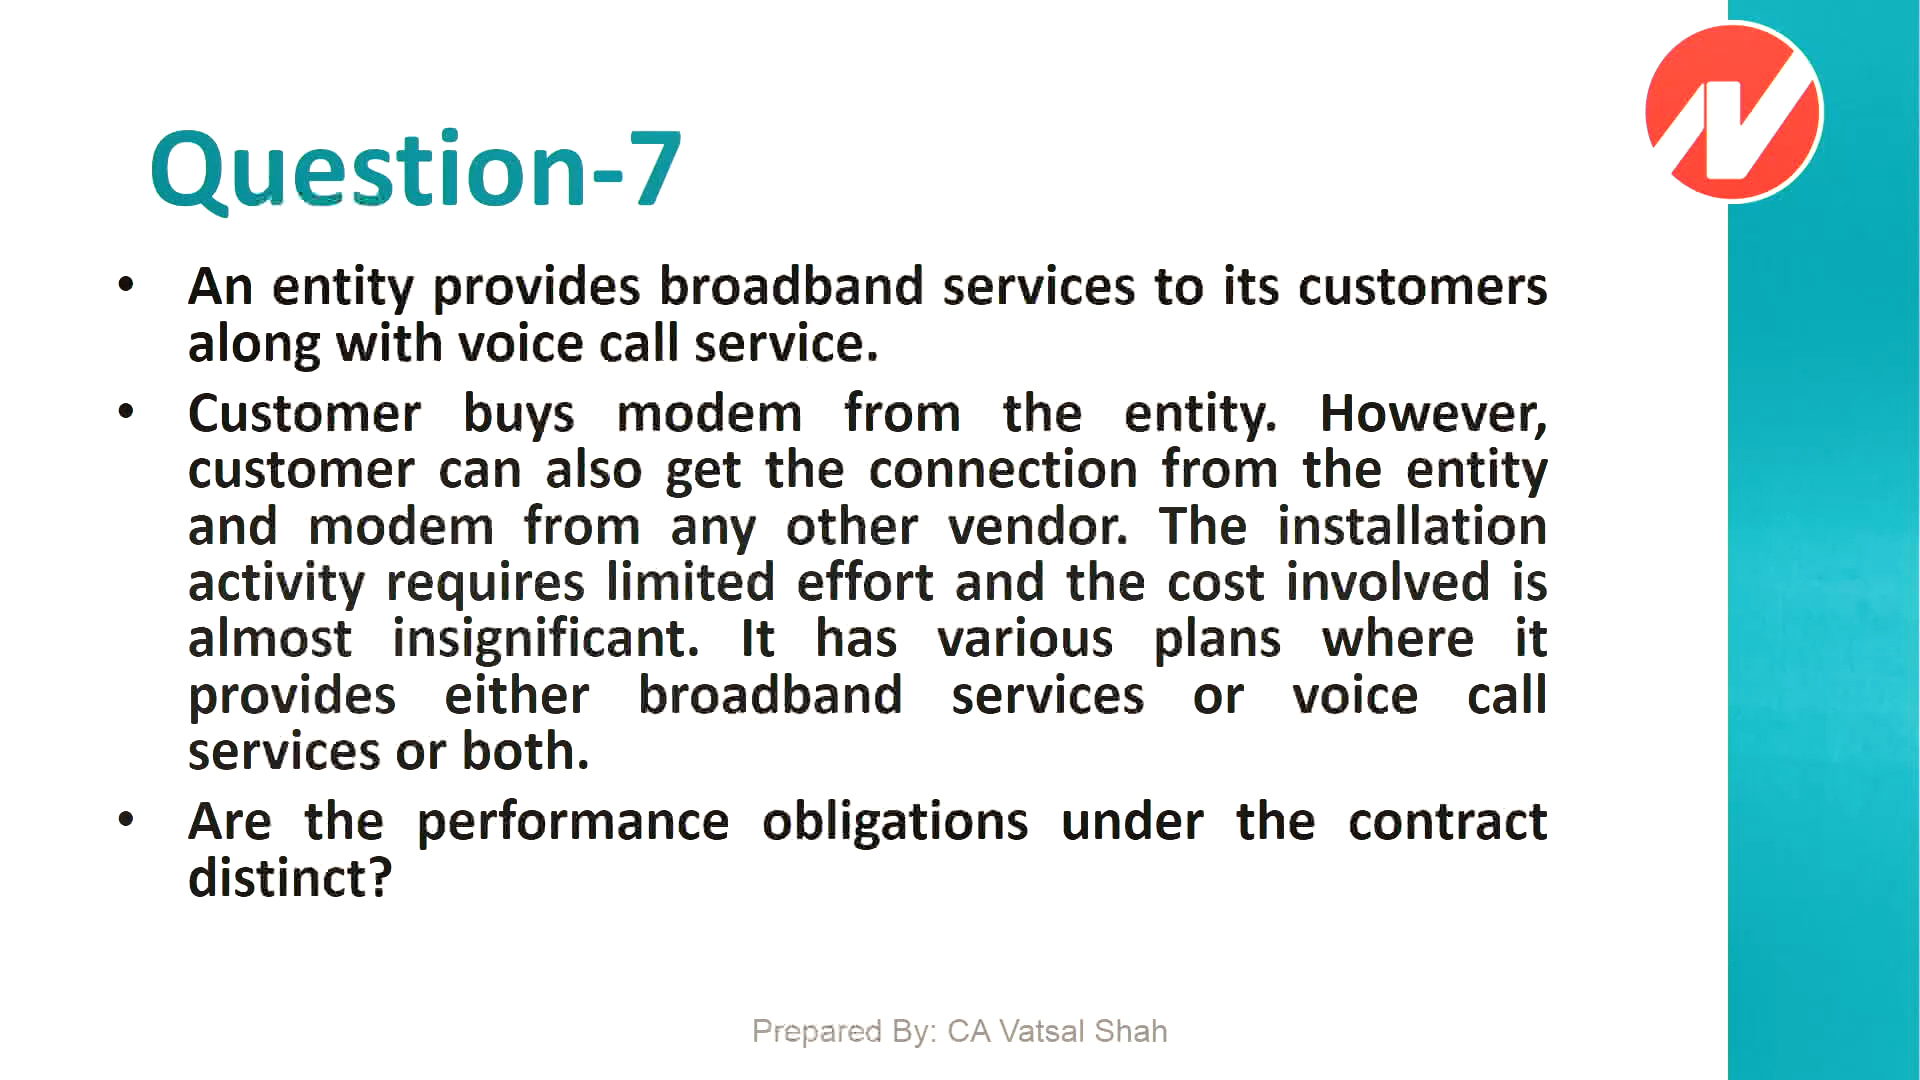 Question-7
• An entity provides broadband services to its customers
along with voice call service.
• Customer buys modem from the entity. However,
customer can also get the connection from the entity
and modem from any other vendor. The installation
activity requires limited effort and the cost involved is
almost insignificant. It has various plans where it
provides either broadband services or voice call
services or both.
• Are the performance obligations under the contract
distinct?
Prepared By: CA Vatsal Shah